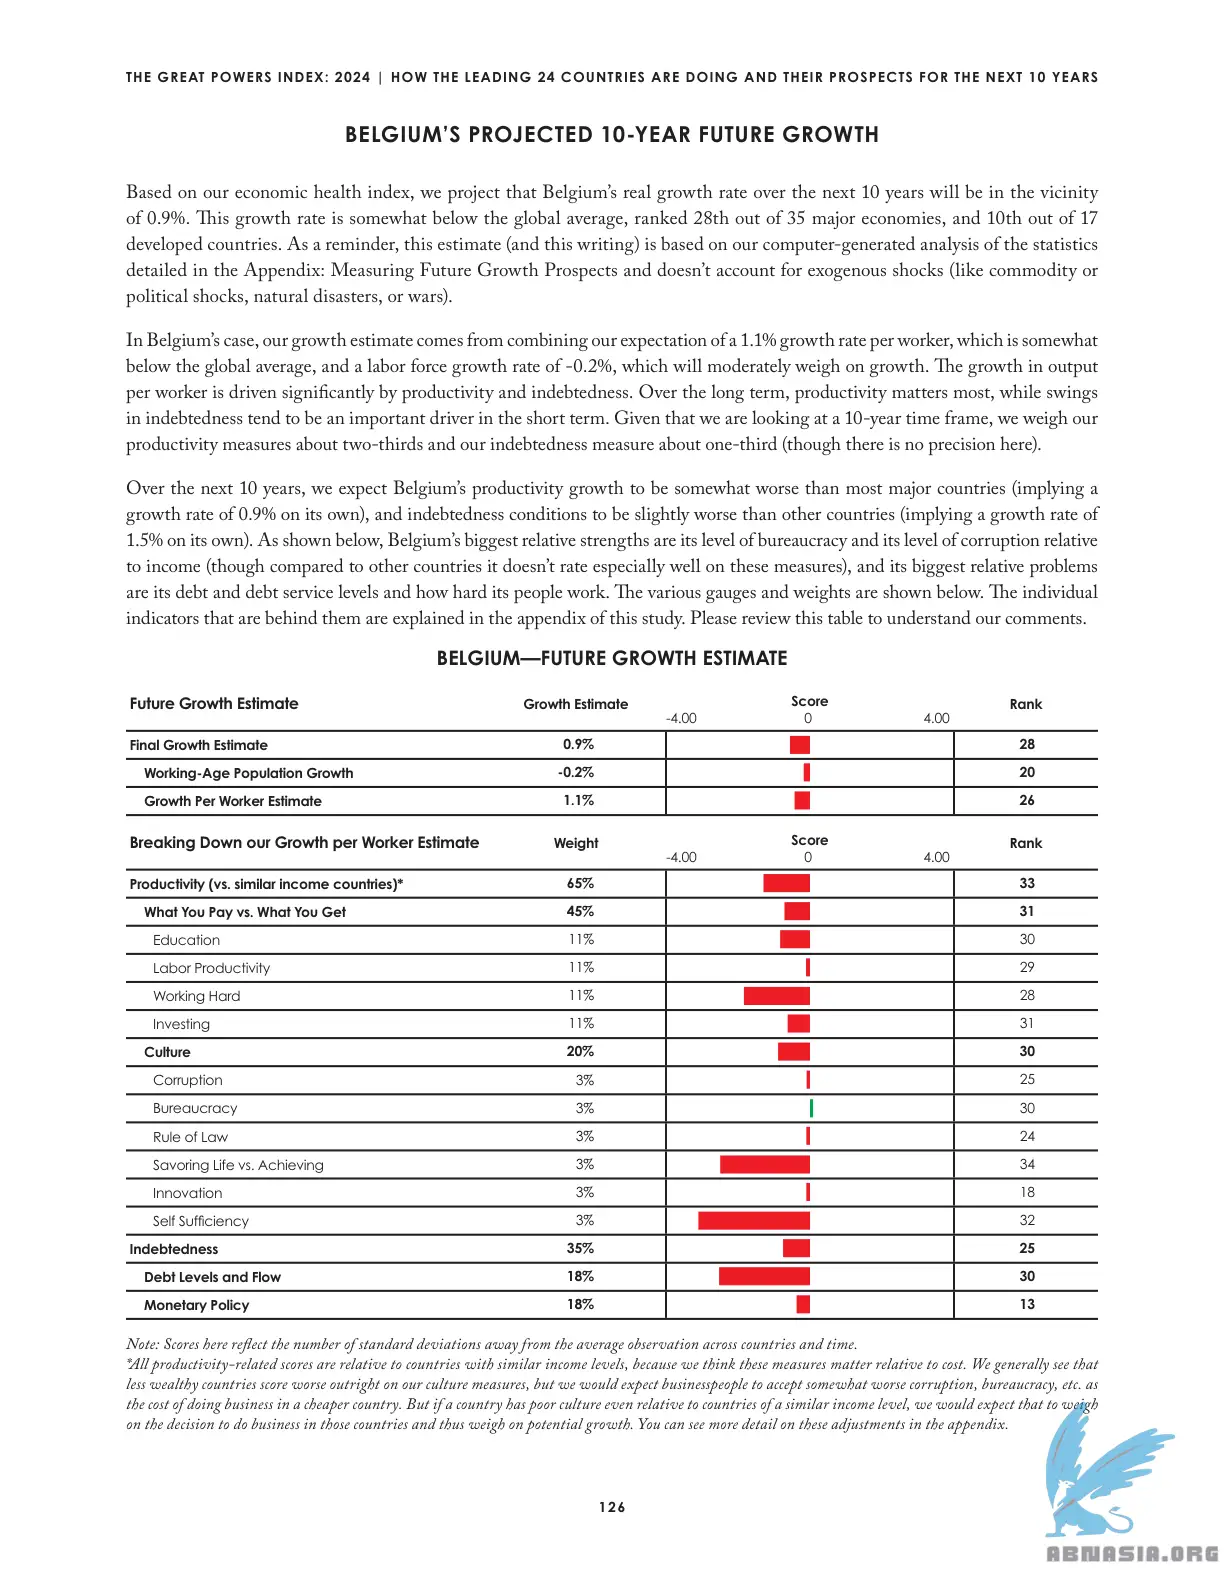 THE GREAT POWERS INDEX: 2024 | HOW THE LEADING 24 COUNTRIES ARE DOING AND THEIR PROSPECTS FOR THE NEXT 10 YEARS
BELGIUM’S PROJECTED 10-YEAR FUTURE GROWTH
Based on our economic health index, we project that Belgium’s real growth rate over the next 10 years will be in the vicinity
of 0.9%. This growth rate is somewhat below the global average, ranked 28th out of 35 major economies, and 10th out of 17
developed countries. As a reminder, this estimate (and this writing) is based on our computer-generated analysis of the statistics
detailed in the Appendix: Measuring Future Growth Prospects and doesn’t account for exogenous shocks (like commodity or
political shocks, natural disasters, or wars).
In Belgium’s case, our growth estimate comes from combining our expectation of a 1.1% growth rate per worker, which is somewhat
below the global average, and a labor force growth rate of -0.2%, which will moderately weigh on growth. The growth in output
per worker is driven significantly by productivity and indebtedness. Over the long term, productivity matters most, while swings
in indebtedness tend to be an important driver in the short term. Given that we are looking at a 10-year time frame, we weigh our
productivity measures about two-thirds and our indebtedness measure about one-third (though there is no precision here).
Over the next 10 years, we expect Belgium’s productivity growth to be somewhat worse than most major countries (implying a
growth rate of 0.9% on its own), and indebtedness conditions to be slightly worse than other countries (implying a growth rate of
1.5% on its own). As shown below, Belgium’s biggest relative strengths are its level of bureaucracy and its level of corruption relative
to income (though compared to other countries it doesn’t rate especially well on these measures), and its biggest relative problems
are its debt and debt service levels and how hard its people work. The various gauges and weights are shown below. The individual
indicators that are behind them are explained in the appendix of this study. Please review this table to understand our comments.
BELGIUM—FUTURE GROWTH ESTIMATE
Future Growth Estimate Growth Estimate Score Rank
-4.00 0 4.00
Final Growth Estimate 0.9% 28
Working-Age Population Growth -0.2% 20
Growth Per Worker Estimate 1.1% 26
Breaking Down our Growth per Worker Estimate Weight Score Rank
-4.00 0 4.00
Productivity (vs. similar income countries)* 65% 33
What You Pay vs. What You Get 45% 31
Education 11% 30
Labor Productivity 11% 29
Working Hard 11% 28
Investing 11% 31
Culture 20% 30
Corruption 3% 25
Bureaucracy 3% 30
Rule of Law 3% 24
Savoring Life vs. Achieving 3% 34
Innovation 3% 18
Self Sufficiency 3% 32
Indebtedness 35% 25
Debt Levels and Flow 18% 30
Monetary Policy 18% 13
Note: Scores here reflect the number of standard deviations away from the average observation across countries and time.
*All productivity-related scores are relative to countries with similar income levels, because we think these measures matter relative to cost. We generally see that
less wealthy countries score worse outright on our culture measures, but we would expect businesspeople to accept somewhat worse corruption, bureaucracy, etc. as
the cost of doing business in a cheaper country. But if a country has poor culture even relative to countries of a similar income level, we would expect that to weigh
on the decision to do business in those countries and thus weigh on potential growth. You can see more detail on these adjustments in the appendix.
126
ABNASIA.ORG